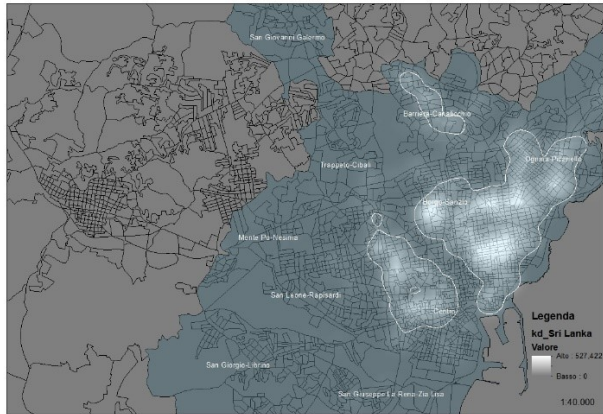 San Giovanni Galermo
Barriera-Canalicchio
Ognina-Picanello
Trappeto-Cibali
Borgo-Sanzio
Monte Po-Nesima
San Leone-Rapisardi
Centro
San Giorgio-Librino
San Giuseppe La Rena-Zia Lisa
Legenda
kd_Sri Lanka
Valore
Alto : 527,422
Basso : 0
1:40.000